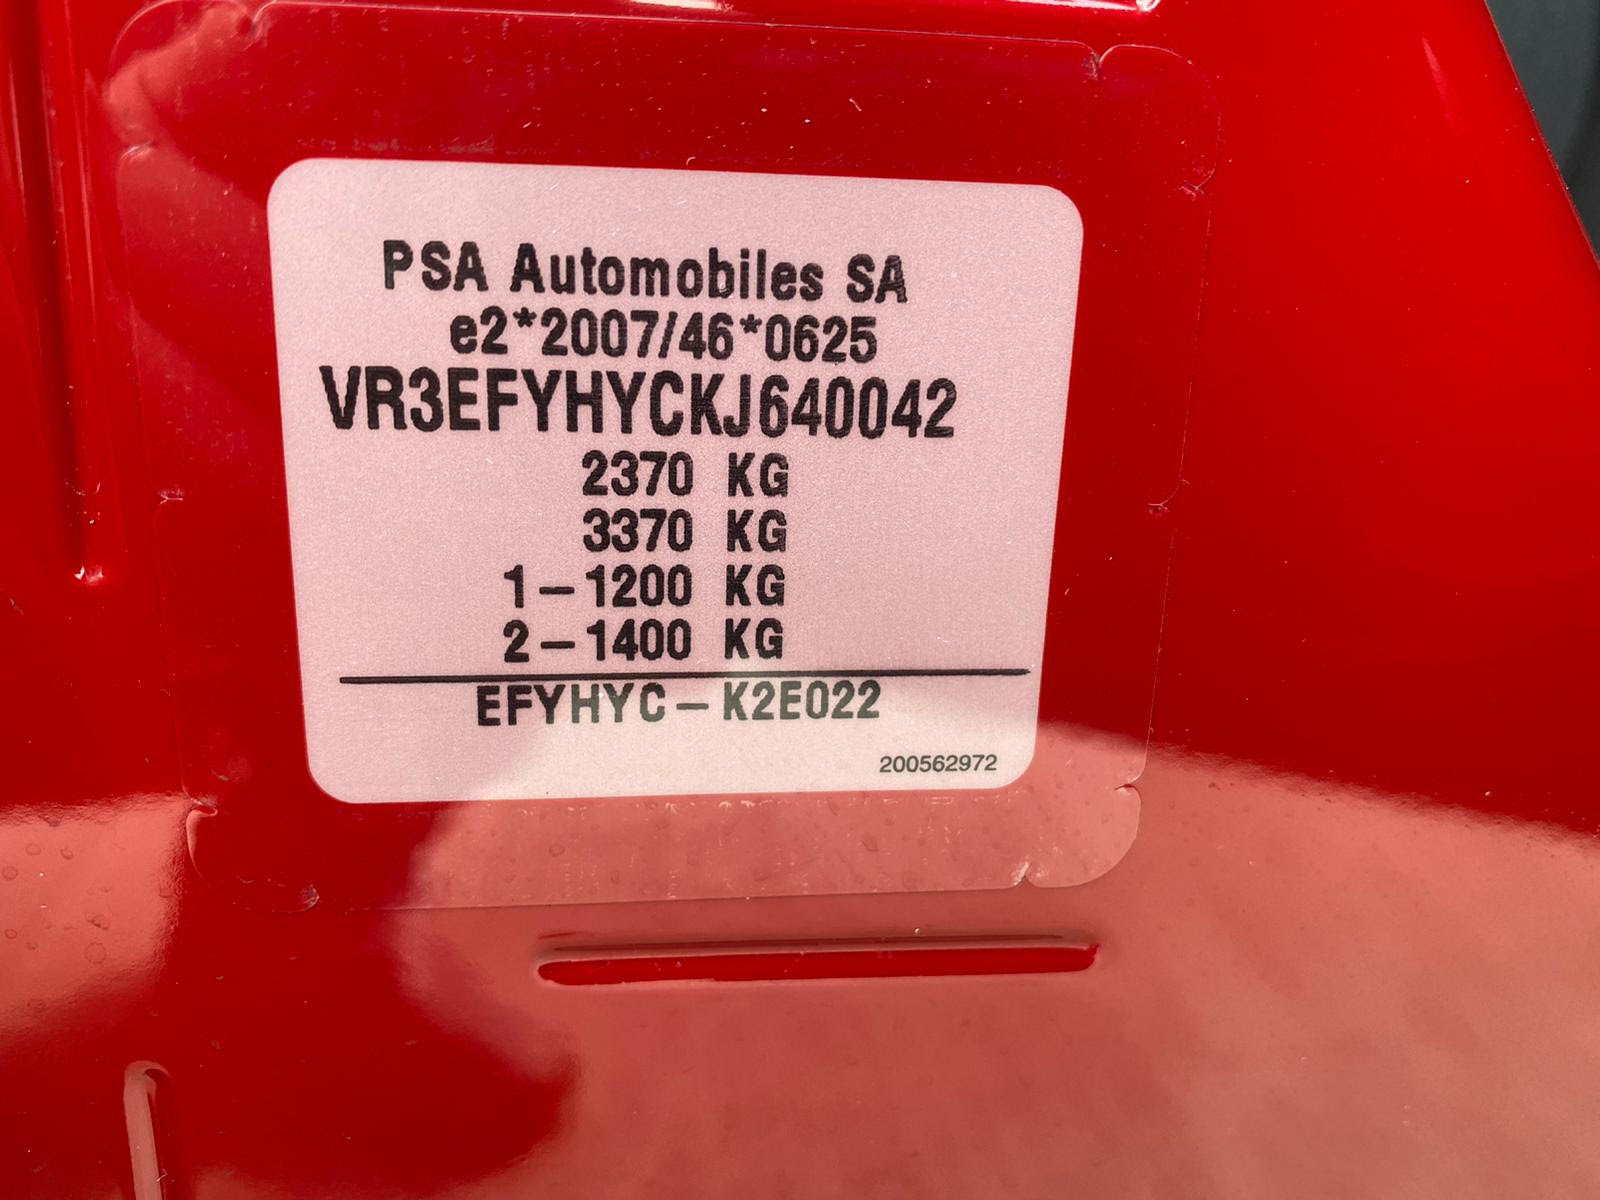 PSA Automobiles SA
e2*2007/46*0625
VR3EFYHYCKJ640042
2370 KG
3370 KG
1-1200 KG
2-1400 KG
EFYHYC-K2E022
200562972